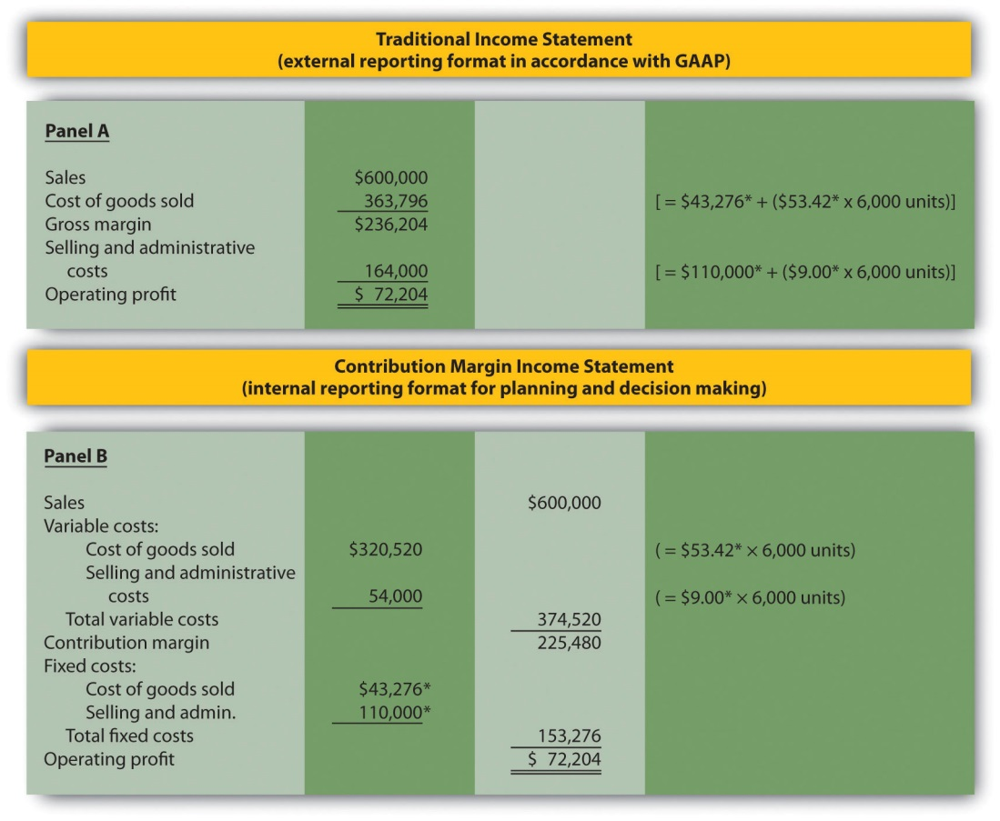 Traditional Income Statement
(external reporting format in accordance with GAAP)
Panel A
Sales $600,000
Cost of goods sold 363,796 [ = $43,276* + ($53.42* x 6,000 units)]
Gross margin $236,204
Selling and administrative
costs 164,000 [ = $110,000* + ($9.00* x 6,000 units)]
Operating profit $ 72,204
Contribution Margin Income Statement
(internal reporting format for planning and decision making)
Panel B
Sales $600,000
Variable costs:
Cost of goods sold $320,520 ( = $53.42* × 6,000 units)
Selling and administrative
costs 54,000 ( = $9.00* × 6,000 units)
Total variable costs 374,520
Contribution margin 225,480
Fixed costs:
Cost of goods sold $43,276*
Selling and admin. 110,000*
Total fixed costs 153,276
Operating profit $ 72,204